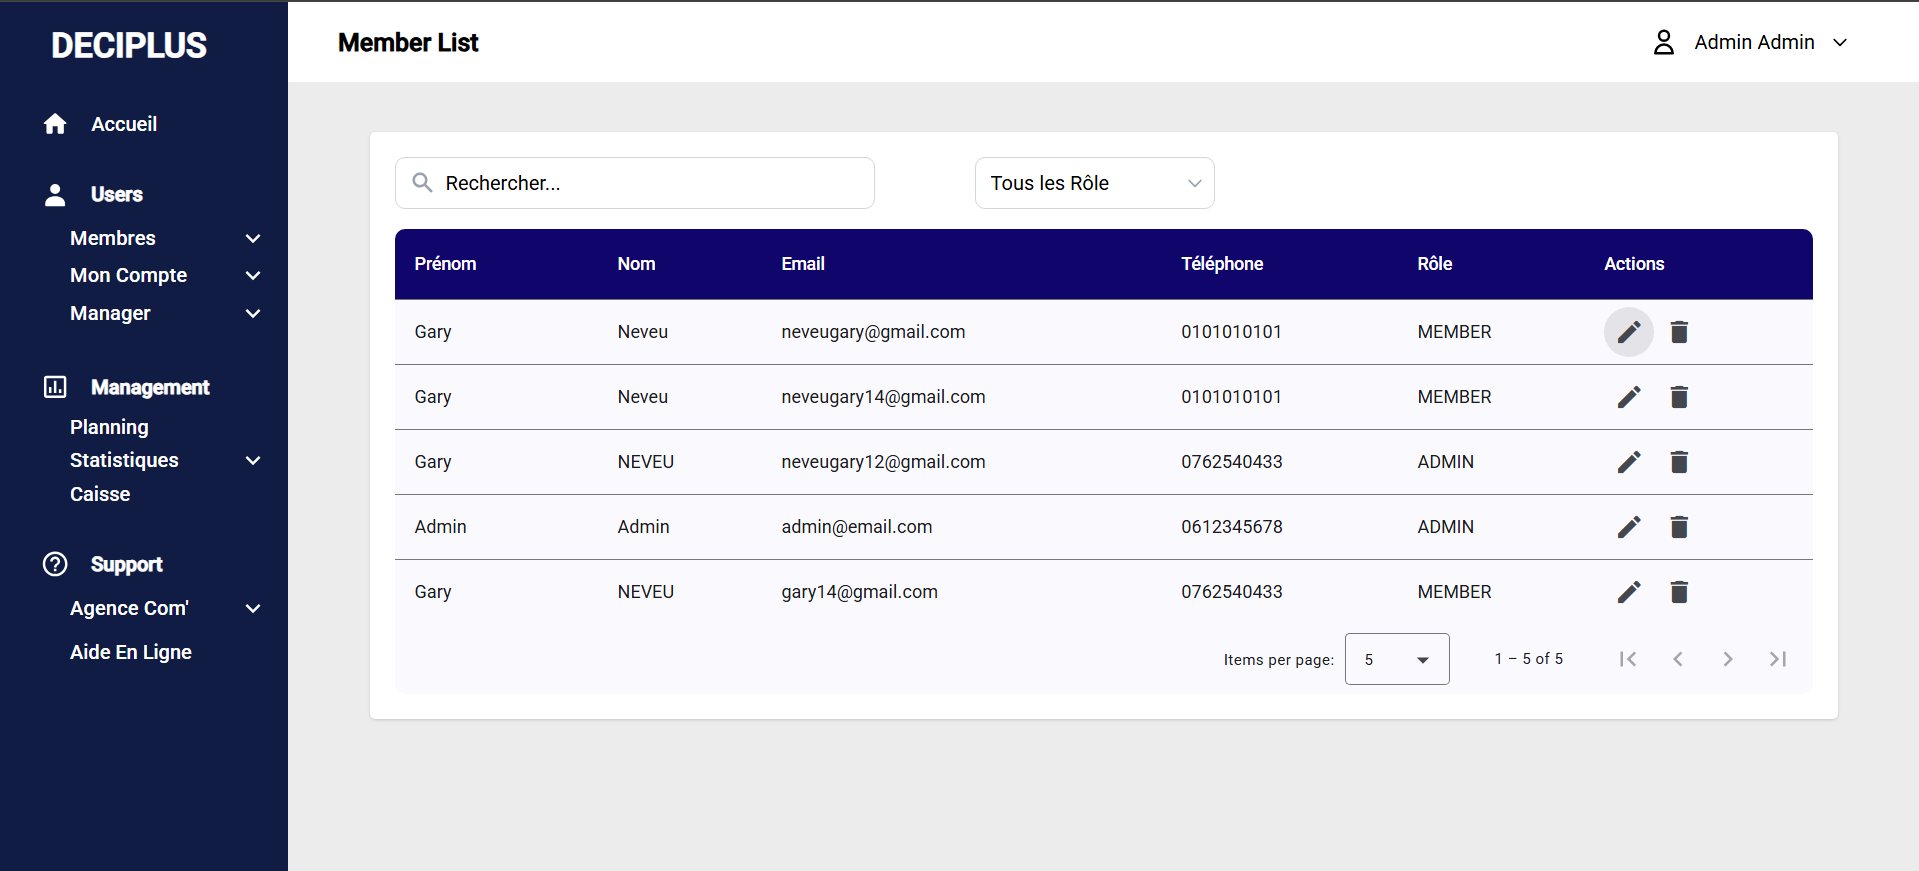 DECIPLUS
Accueil
Users
Membres
Mon Compte
Manager
Management
Planning
Statistiques
Caisse
Support
Agence Com'
Aide En Ligne
Member List
Admin Admin
Rechercher...
Tous les Rôle
Prénom Nom Email Téléphone Rôle Actions
Gary Neveu neveugary@gmail.com 0101010101 MEMBER
Gary Neveu neveugary14@gmail.com 0101010101 MEMBER
Gary NEVEU neveugary12@gmail.com 0762540433 ADMIN
Admin Admin admin@email.com 0612345678 ADMIN
Gary NEVEU gary14@gmail.com 0762540433 MEMBER
Items per page: 5 1 – 5 of 5